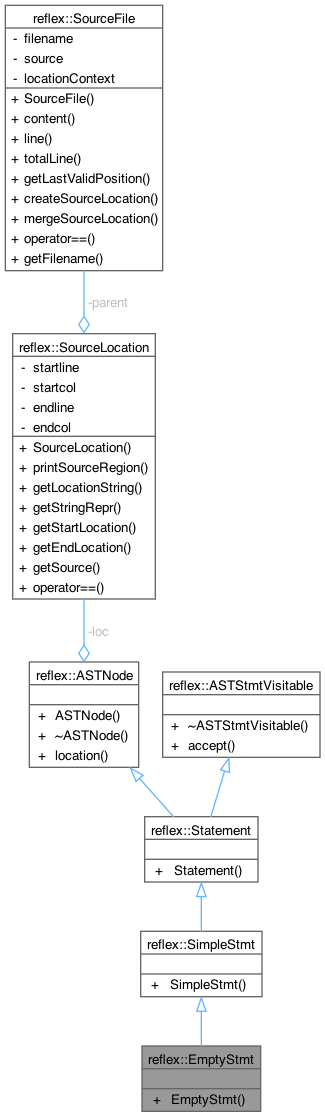 reflex::SourceFile
- filename
- source
- locationContext
+ SourceFile()
+ content()
+ line()
+ totalLine()
+ getLastValidPosition()
+ createSourceLocation()
+ mergeSourceLocation()
+ operator==()
+ getFilename()
-parent
reflex::SourceLocation
- startline
- startcol
- endline
- endcol
+ SourceLocation()
+ printSourceRegion()
+ getLocationString()
+ getStringRepr()
+ getStartLocation()
+ getEndLocation()
+ getSource()
+ operator==()
-loc
reflex::ASTNode
+ ASTNode()
+ ~ASTNode()
+ location()
reflex::ASTStmtVisitable
+ ~ASTStmtVisitable()
+ accept()
reflex::Statement
+ Statement()
reflex::SimpleStmt
+ SimpleStmt()
reflex::EmptyStmt
+ EmptyStmt()